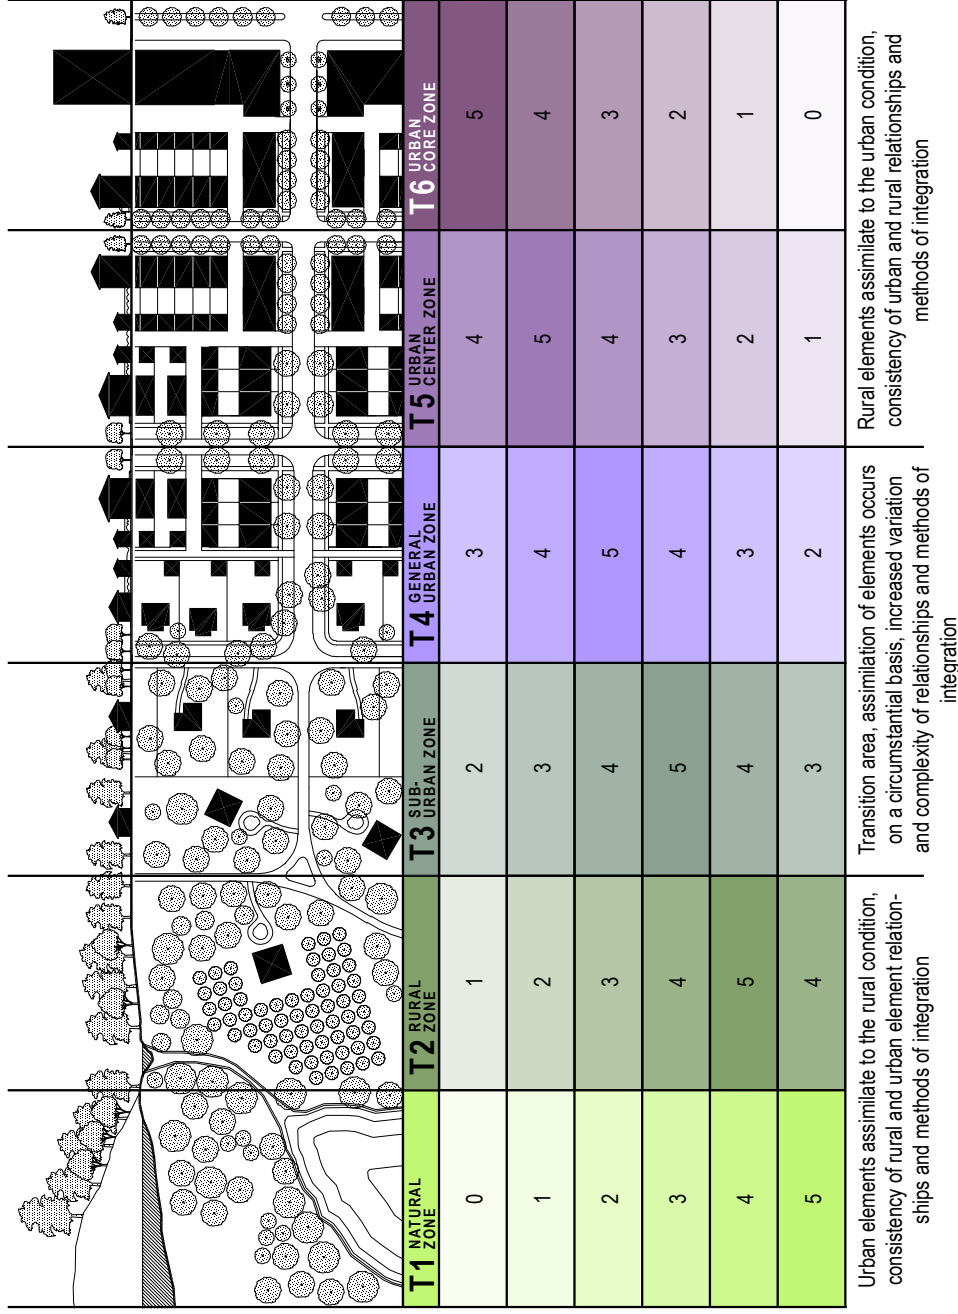 T1 NATURAL
ZONE
T2 RURAL
ZONE
T3 SUB-
URBAN ZONE
T4 GENERAL
URBAN ZONE
T5 URBAN
CENTER ZONE
T6 URBAN
CORE ZONE
0 1 2 3 4 5
1 2 3 4 5 4
2 3 4 5 4 3
3 4 5 4 3 2
4 5 4 3 2 1
5 4 3 2 1 0
Urban elements assimilate to the rural condition,
consistency of rural and urban element relation-
ships and methods of integration
Transition area, assimilation of elements occurs
on a circumstantial basis, increased variation
and complexity of relationships and methods of
integration
Rural elements assimilate to the urban condition,
consistency of urban and rural relationships and
methods of integration